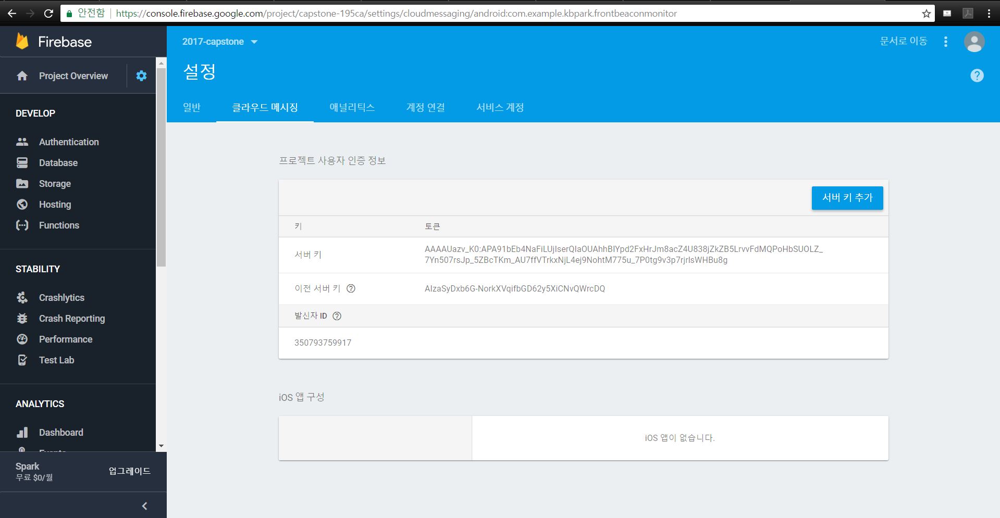 안전함
https://console.firebase.google.com/project/capstone-195ca/settings/cloudmessaging/android:com.example.kbpark.frontbeaconmonitor
Firebase
2017-capstone
문서로 이동
Project Overview
설정
일반
클라우드 메시징
애널리틱스
계정 연결
서비스 계정
DEVELOP
Authentication
Database
Storage
Hosting
Functions
STABILITY
Crashlytics
Crash Reporting
Performance
Test Lab
ANALYTICS
Dashboard
Events
Spark
무료 $0/월
업그레이드
프로젝트 사용자 인증 정보
서버 키 추가
키
토큰
서버 키
AAAAUazv_K0:APA91bEb4NaFiLUjIserQIaOUAhhBIYpd2FxHrJm8acZ4U838jZkZB5LrvvFdMQPoHbSUOLZ_
7Yn507rsJp_5ZBcTKm_AU7ffVTrkxNjL4ej9NohtM775u_7P0tg9v3p7rjrIsWHBu8g
이전 서버 키
AIzaSyDxb6G-NorkXVqifbGD62y5XiCNvQWrcDQ
발신자 ID
350793759917
iOS 앱 구성
iOS 앱이 없습니다.